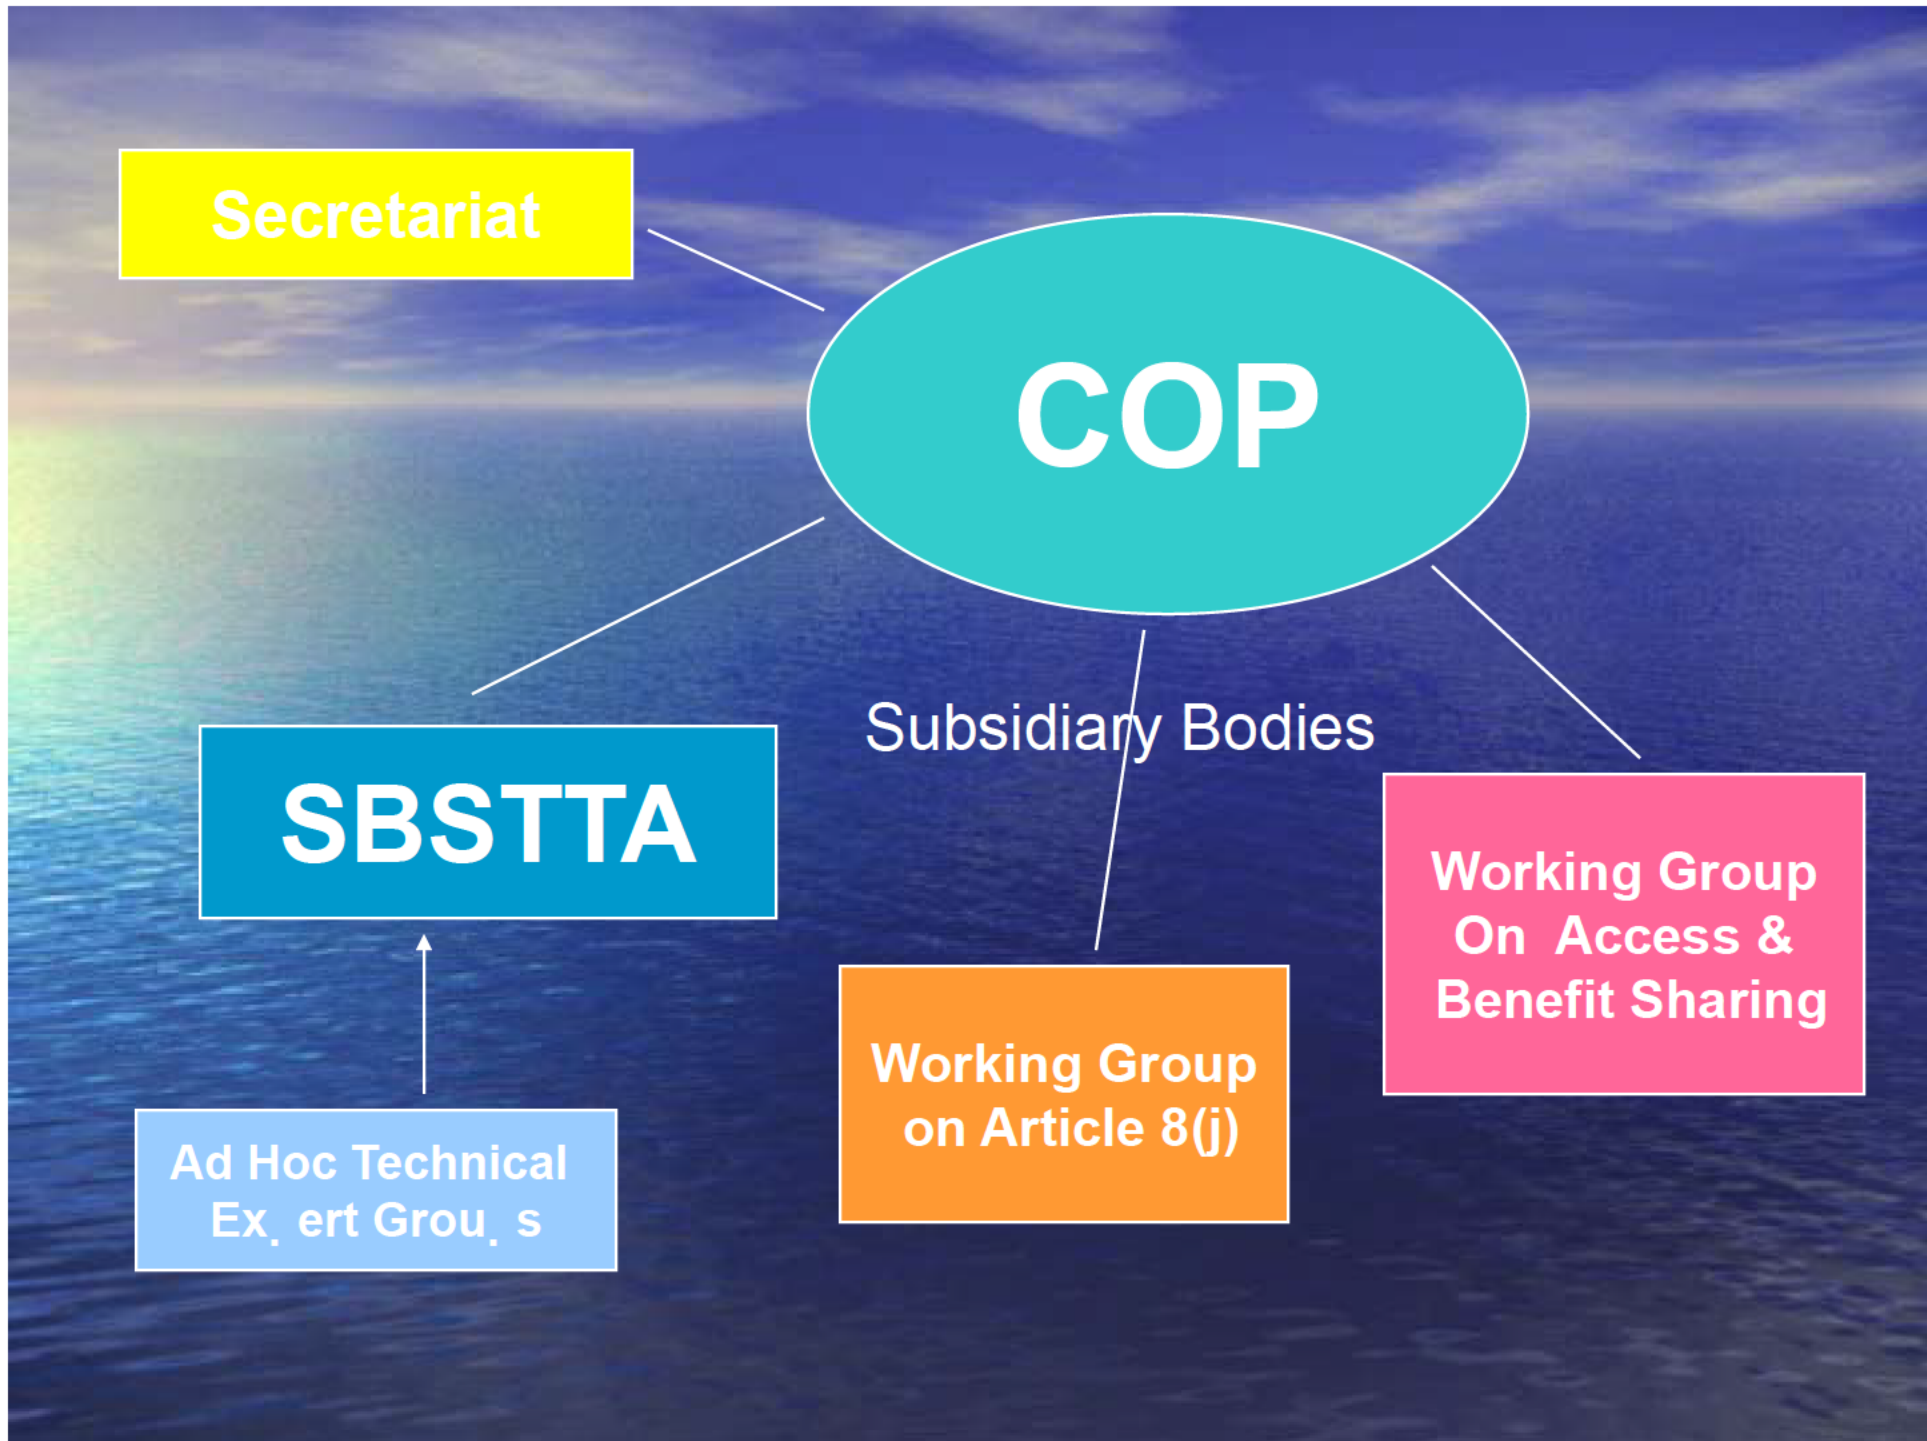 Secretariat
COP
Subsidiary Bodies
SBSTTA
Working Group
On Access &
Benefit Sharing
Working Group
on Article 8(j)
Ad Hoc Technical
Ex. ert Grou. s